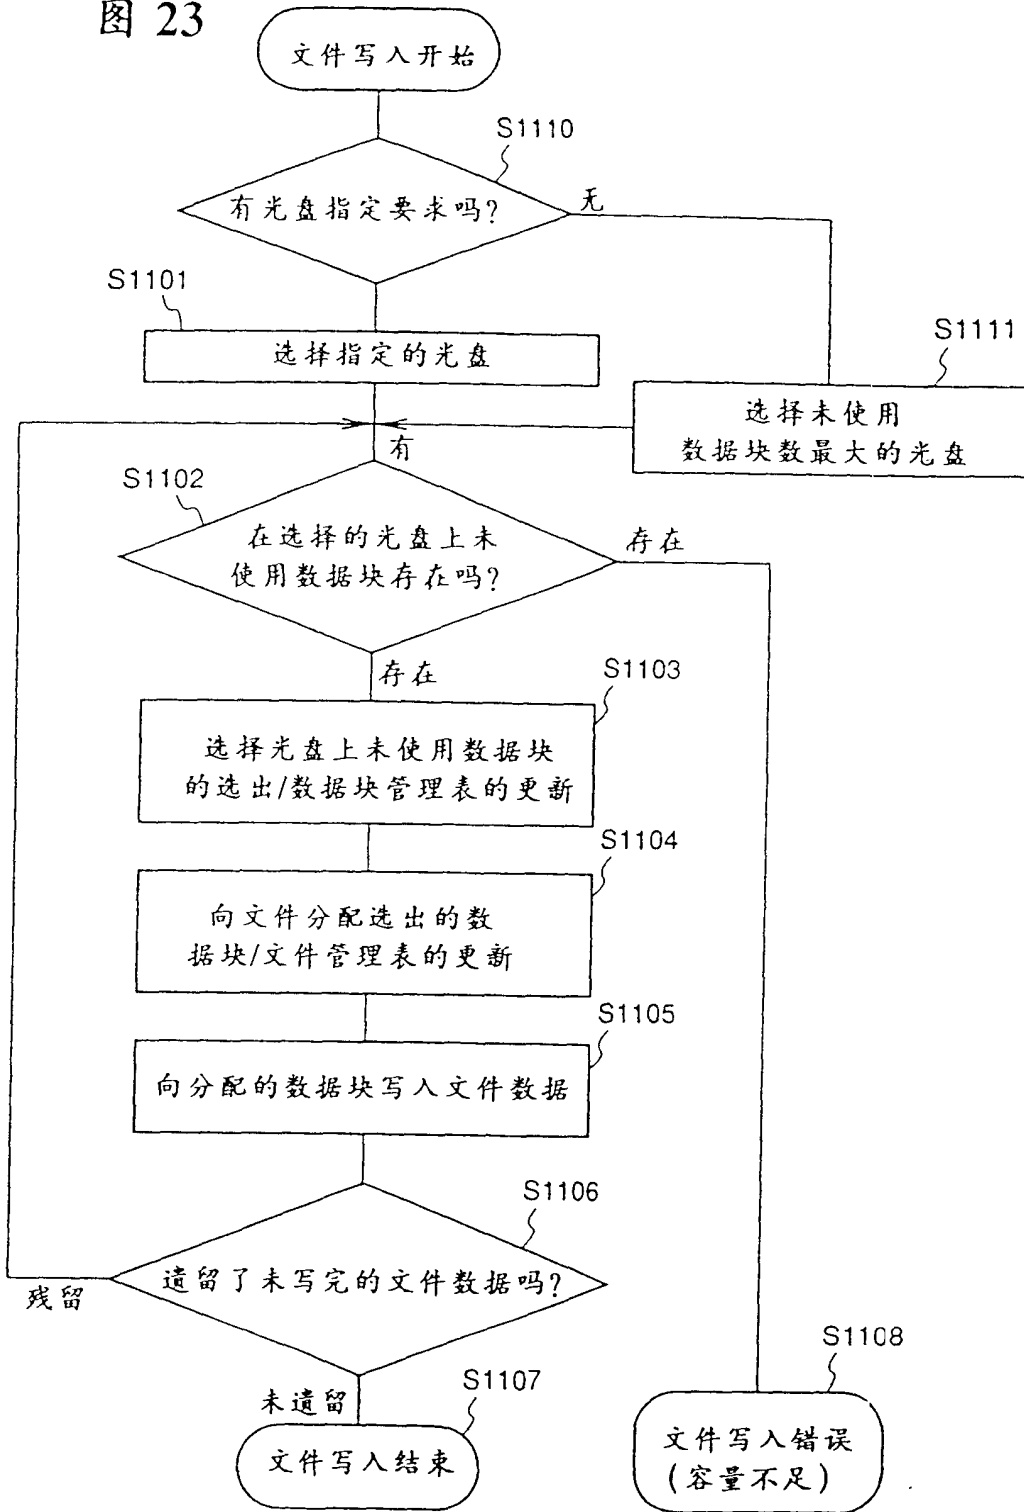 图 23
文件写入开始
S1110
有光盘指定要求吗?
无
S1101
选择指定的光盘
S1111
选择未使用
数据块数最大的光盘
有
S1102
在选择的光盘上未
使用数据块存在吗?
存在
存在
S1103
选择光盘上未使用数据块
的选出/数据块管理表的更新
S1104
向文件分配选出的数
据块/文件管理表的更新
S1105
向分配的数据块写入文件数据
S1106
遗留了未写完的文件数据吗?
残留
S1107
未遗留
文件写入结束
S1108
文件写入错误
(容量不足)